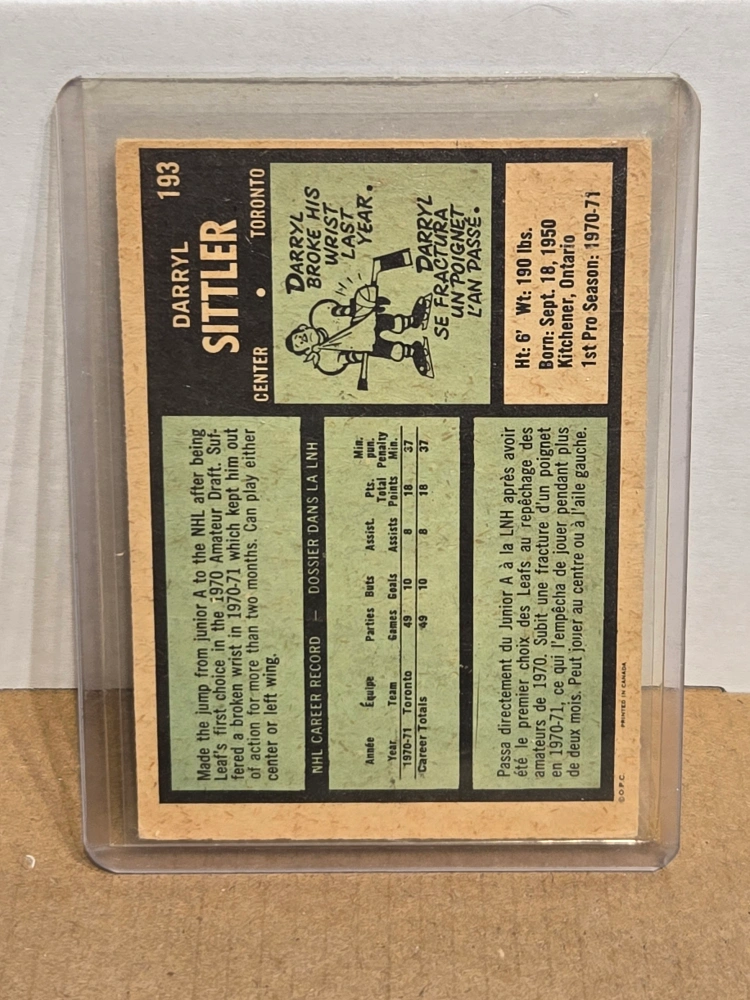 DARRYL 193
SITTLER
CENTER • TORONTO
Made the jump from junior A to the NHL after being
Leaf's first choice in the 1970 Amateur Draft. Suf-
fered a broken wrist in 1970-71 which kept him out
of action for more than two months. Can play either
center or left wing.
DARRYL
BROKE HIS
WRIST
LAST
YEAR.
DARRYL
SE FRACTURA
UN POIGNET
L'AN PASSÉ.
NHL CAREER RECORD — DOSSIER DANS LA LNH
Année Équipe Parties Buts Assist. Pts. Min. pun.
Year Team Games Goals Assists Total Points Penalty Min.
1970-71 Toronto 49 10 8 18 37
Career Totals 49 10 8 18 37
Passa directement du Junior A à la LNH après avoir
été le premier choix des Leafs au repêchage des
amateurs de 1970. Subit une fracture d'un poignet
en 1970-71, ce qui l'empêcha de jouer pendant plus
de deux mois. Peut jouer au centre ou à l'aile gauche.
Ht: 6' Wt: 190 lbs.
Born: Sept. 18, 1950
Kitchener, Ontario
1st Pro Season: 1970-71
© O.P.C. PRINTED IN CANADA